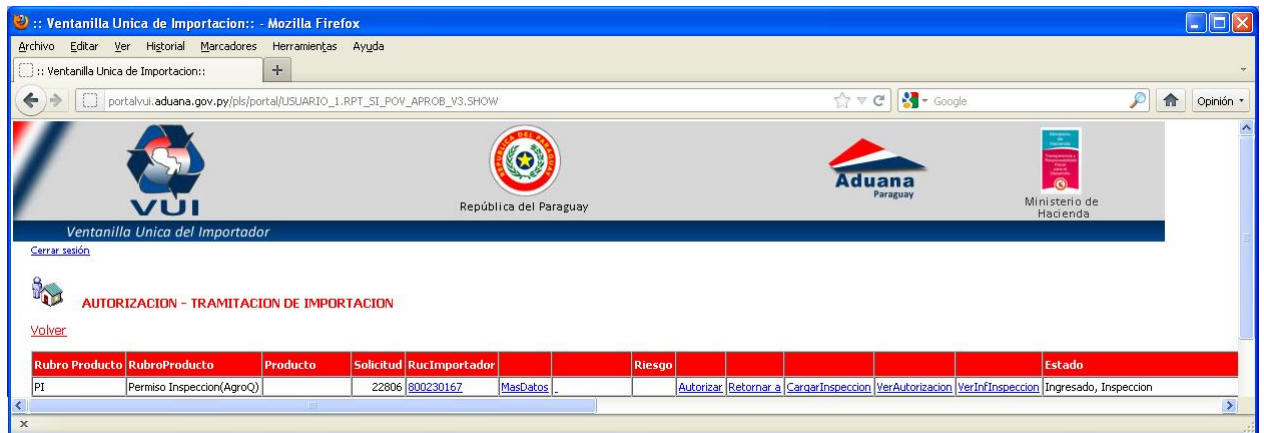 :: Ventanilla Unica de Importacion:: - Mozilla Firefox
Archivo Editar Ver Historial Marcadores Herramientas Ayuda
:: Ventanilla Unica de Importacion:: +
portalvui.aduana.gov.py/pls/portal/USUARIO_1.RPT_SI_POV_APROB_V3.SHOW Google Opinión
VUI
República del Paraguay
Aduana
Paraguay
Ministerio de
Hacienda
Ventanilla Unica del Importador
Cerrar sesión
AUTORIZACION - TRAMITACION DE IMPORTACION
Volver
Rubro Producto RubroProducto Producto Solicitud RucImportador Riesgo Estado
PI Permiso Inspeccion(AgroQ) 22806 800230167 MasDatos - Autorizar Retornar a CargarInspeccion VerAutorizacion VerInfInspeccion Ingresado, Inspeccion
x